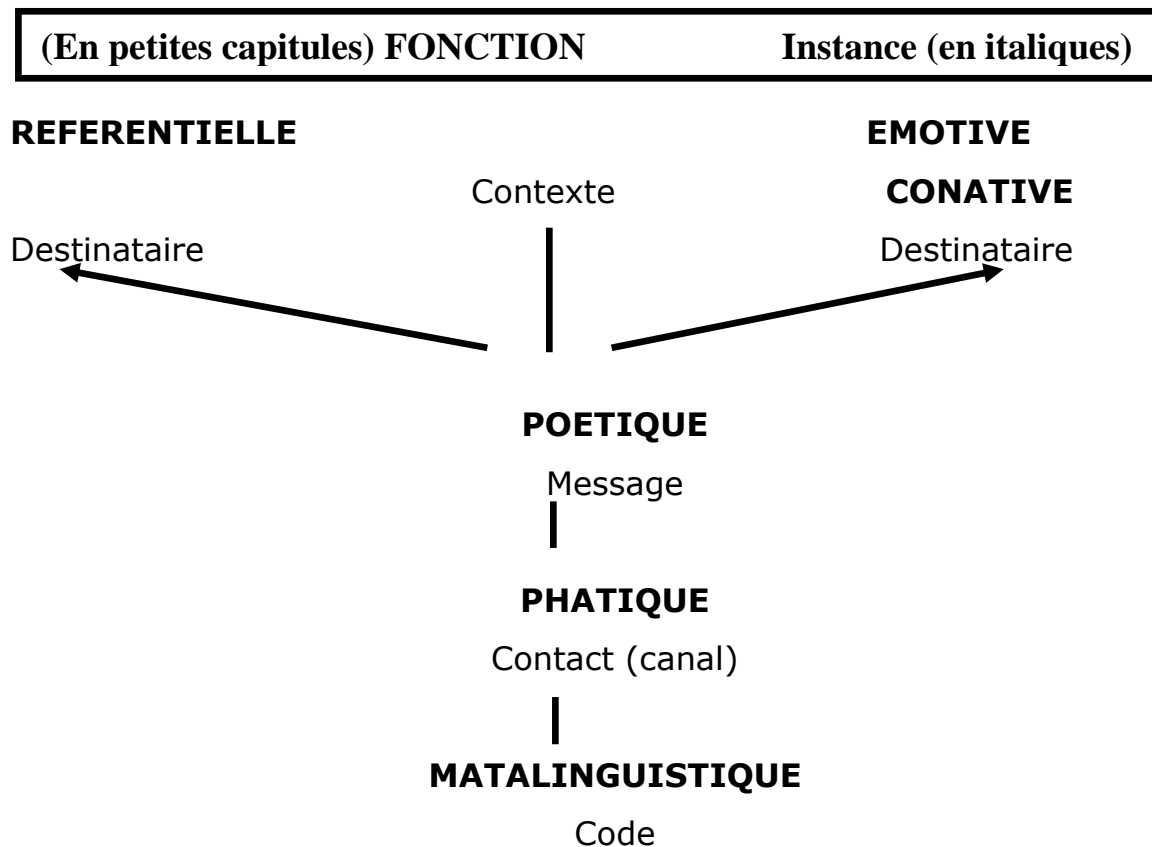 (En petites capitules) FONCTION Instance (en italiques)
REFERENTIELLE EMOTIVE
Contexte CONATIVE
Destinataire Destinataire
POETIQUE
Message
PHATIQUE
Contact (canal)
MATALINGUISTIQUE
Code